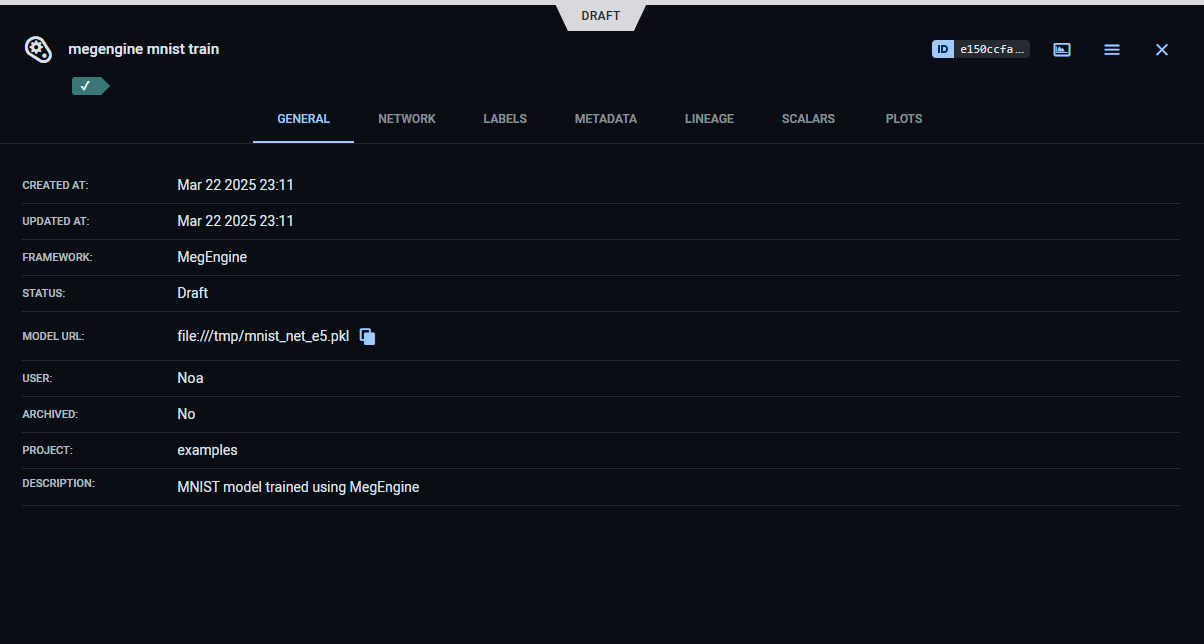 DRAFT
megengine mnist train
ID e150ccfa...
✓
GENERAL NETWORK LABELS METADATA LINEAGE SCALARS PLOTS
CREATED AT: Mar 22 2025 23:11
UPDATED AT: Mar 22 2025 23:11
FRAMEWORK: MegEngine
STATUS: Draft
MODEL URL: file:///tmp/mnist_net_e5.pkl
USER: Noa
ARCHIVED: No
PROJECT: examples
DESCRIPTION: MNIST model trained using MegEngine